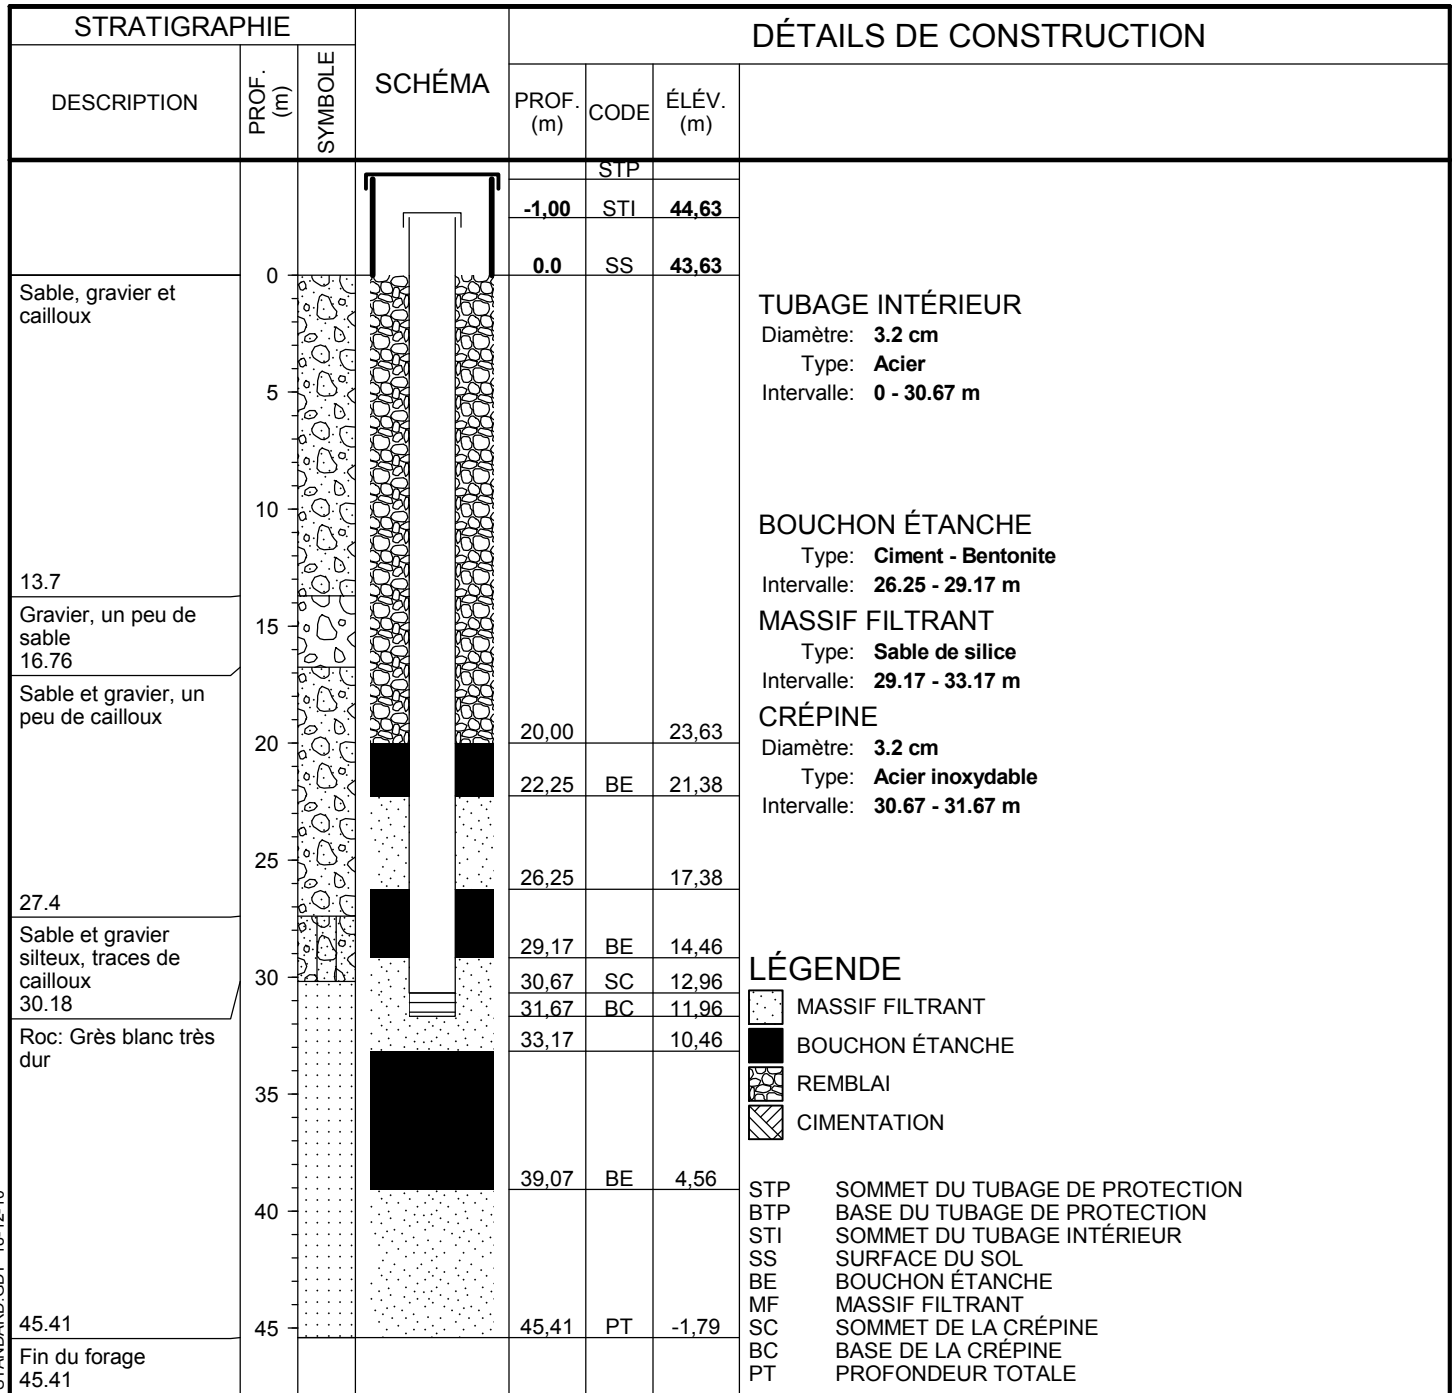 STRATIGRAPHIE
DESCRIPTION
PROF. (m)
SYMBOLE
SCHÉMA
DÉTAILS DE CONSTRUCTION
PROF. (m)
CODE
ÉLÉV. (m)
STP
-1,00 STI 44,63
0.0 SS 43,63
0
Sable, gravier et
cailloux
5
10
13.7
Gravier, un peu de
sable
15
16.76
Sable et gravier, un
peu de cailloux
20
25
27.4
Sable et gravier
silteux, traces de
cailloux
30
30.18
Roc: Grès blanc très
dur
35
40
45
45.41
Fin du forage
45.41
20,00 23,63
22,25 BE 21,38
26,25 17,38
29,17 BE 14,46
30,67 SC 12,96
31,67 BC 11,96
33,17 10,46
39,07 BE 4,56
45,41 PT -1,79
TUBAGE INTÉRIEUR
Diamètre: 3.2 cm
Type: Acier
Intervalle: 0 - 30.67 m
BOUCHON ÉTANCHE
Type: Ciment - Bentonite
Intervalle: 26.25 - 29.17 m
MASSIF FILTRANT
Type: Sable de silice
Intervalle: 29.17 - 33.17 m
CRÉPINE
Diamètre: 3.2 cm
Type: Acier inoxydable
Intervalle: 30.67 - 31.67 m
LÉGENDE
MASSIF FILTRANT
BOUCHON ÉTANCHE
REMBLAI
CIMENTATION
STP SOMMET DU TUBAGE DE PROTECTION
BTP BASE DU TUBAGE DE PROTECTION
STI SOMMET DU TUBAGE INTÉRIEUR
SS SURFACE DU SOL
BE BOUCHON ÉTANCHE
MF MASSIF FILTRANT
SC SOMMET DE LA CRÉPINE
BC BASE DE LA CRÉPINE
PT PROFONDEUR TOTALE